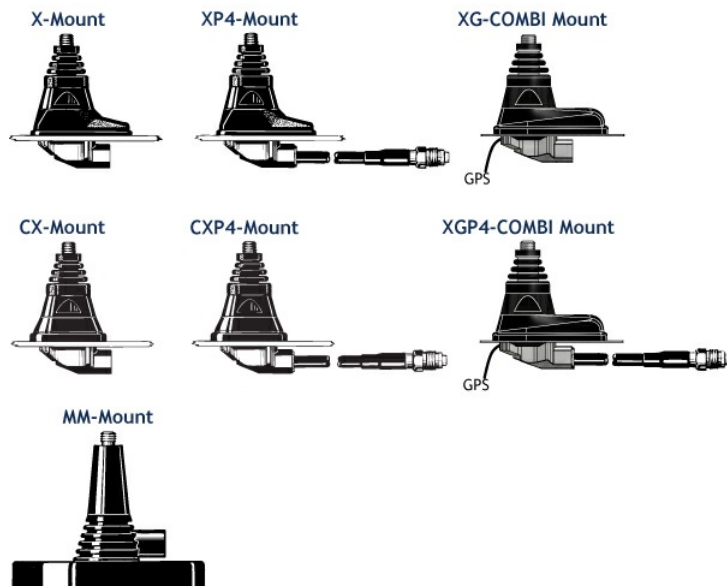 X-Mount
XP4-Mount
XG-COMBI Mount
GPS
CX-Mount
CXP4-Mount
XGP4-COMBI Mount
GPS
MM-Mount